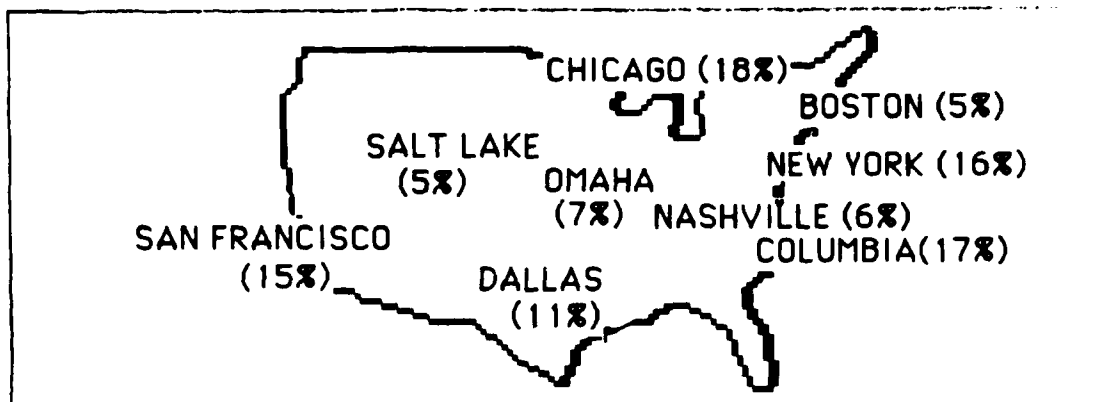 CHICAGO (18%)
BOSTON (5%)
SALT LAKE
(5%)
NEW YORK (16%)
OMAHA
(7%)
NASHVILLE (6%)
SAN FRANCISCO
(15%)
COLUMBIA(17%)
DALLAS
(11%)